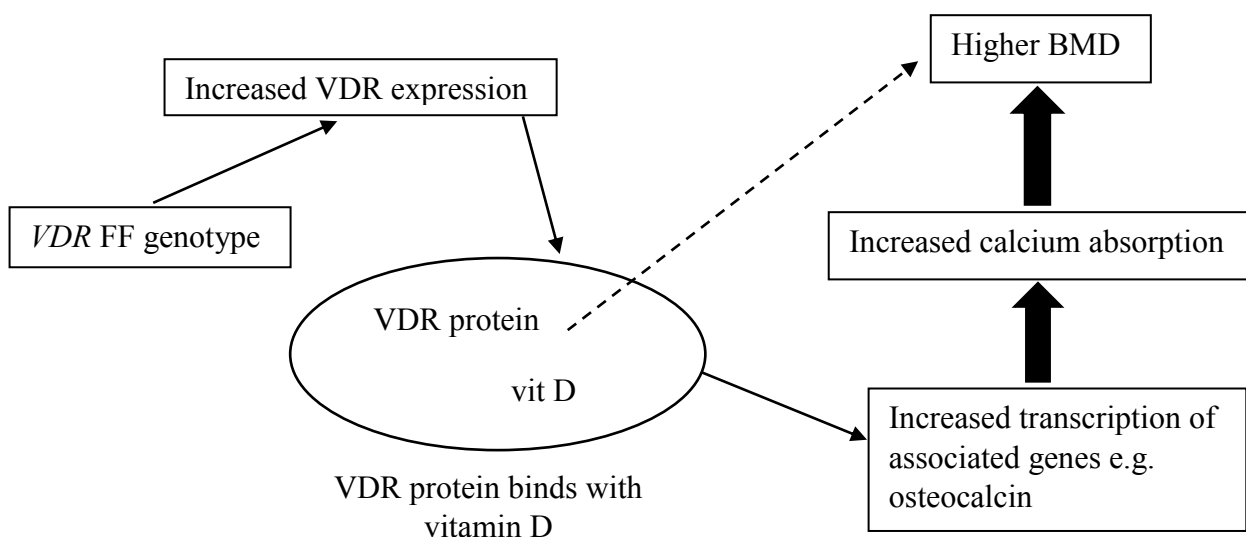 Higher BMD
Increased VDR expression
VDR FF genotype
Increased calcium absorption
VDR protein
vit D
Increased transcription of
associated genes e.g.
osteocalcin
VDR protein binds with
vitamin D